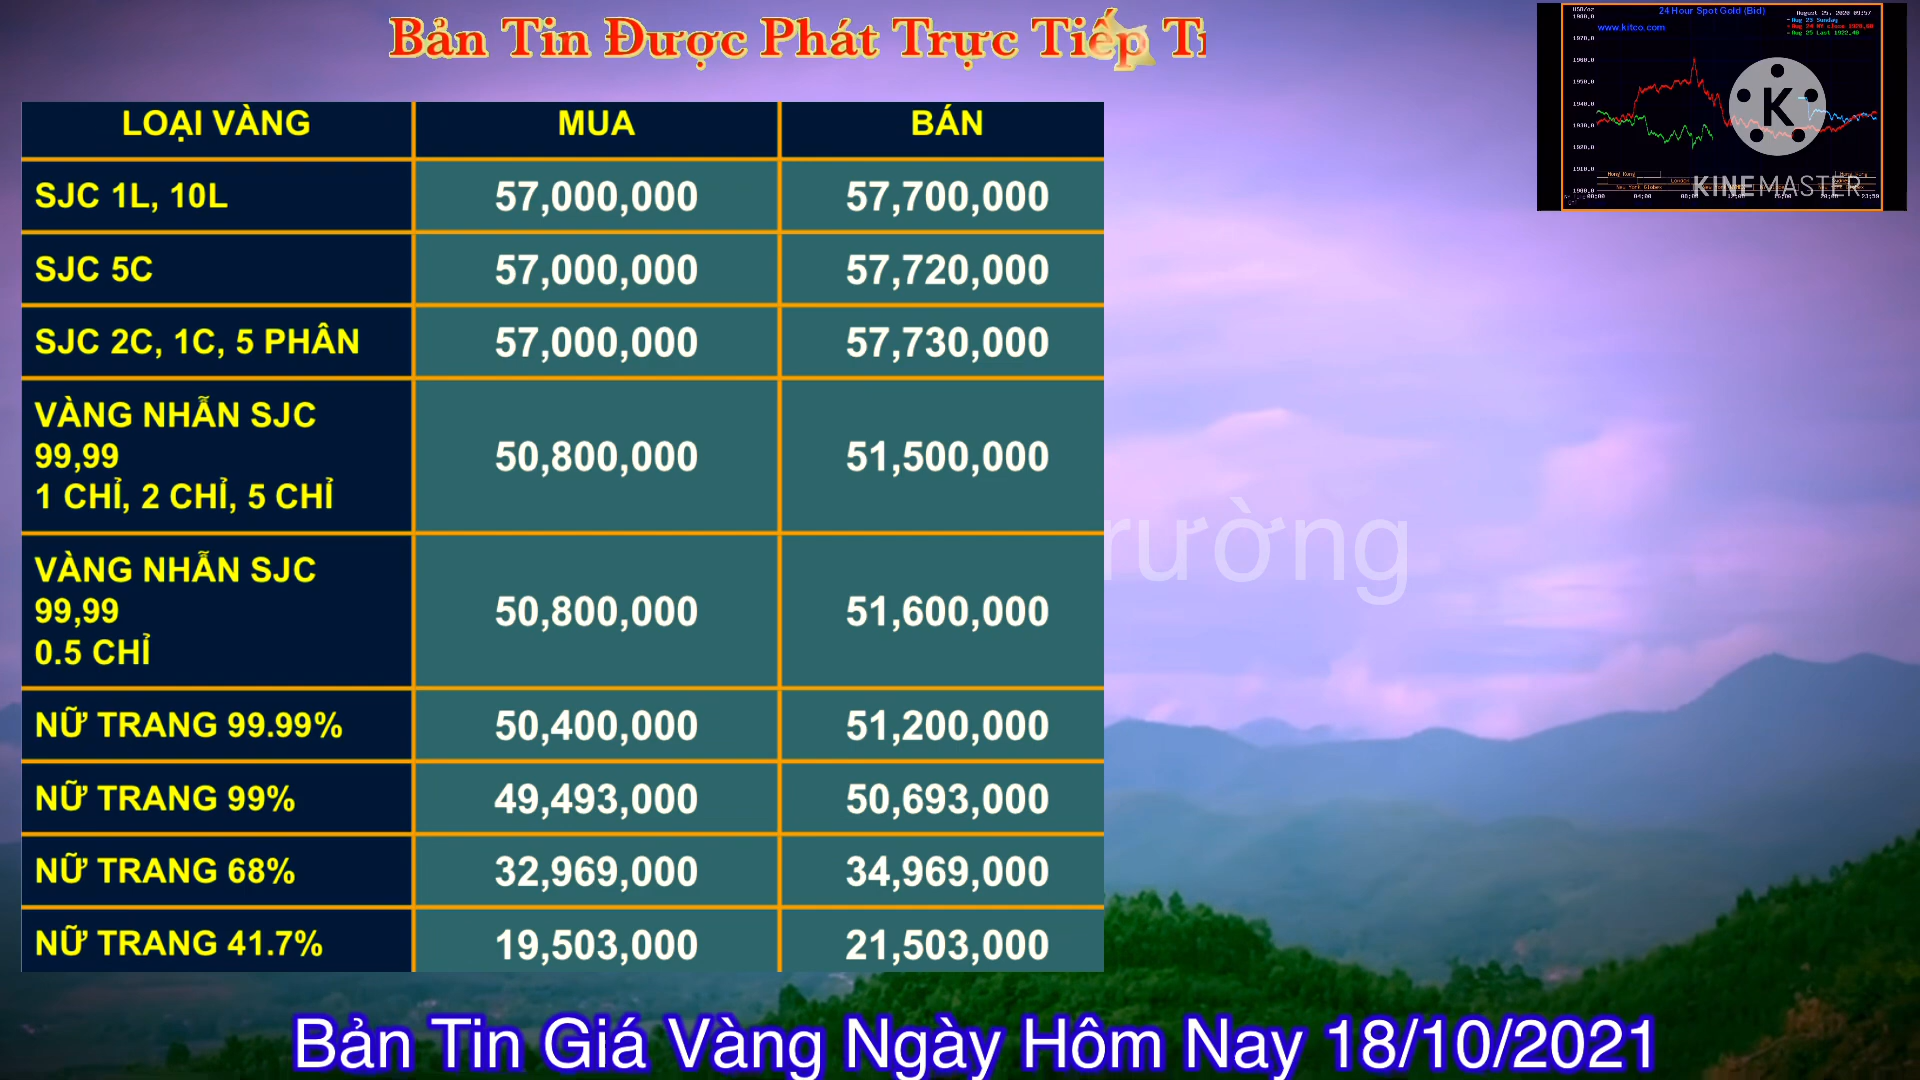 Bản Tin Được Phát Trực Tiếp
24 Hour Spot Gold (Bid)
www.kitco.com
KINEMASTER
LOẠI VÀNG MUA BÁN
SJC 1L, 10L 57,000,000 57,700,000
SJC 5C 57,000,000 57,720,000
SJC 2C, 1C, 5 PHÂN 57,000,000 57,730,000
VÀNG NHẪN SJC
99,99
1 CHỈ, 2 CHỈ, 5 CHỈ 50,800,000 51,500,000
VÀNG NHẪN SJC
99,99
0.5 CHỈ 50,800,000 51,600,000
NỮ TRANG 99.99% 50,400,000 51,200,000
NỮ TRANG 99% 49,493,000 50,693,000
NỮ TRANG 68% 32,969,000 34,969,000
NỮ TRANG 41.7% 19,503,000 21,503,000
Bản Tin Giá Vàng Ngày Hôm Nay 18/10/2021